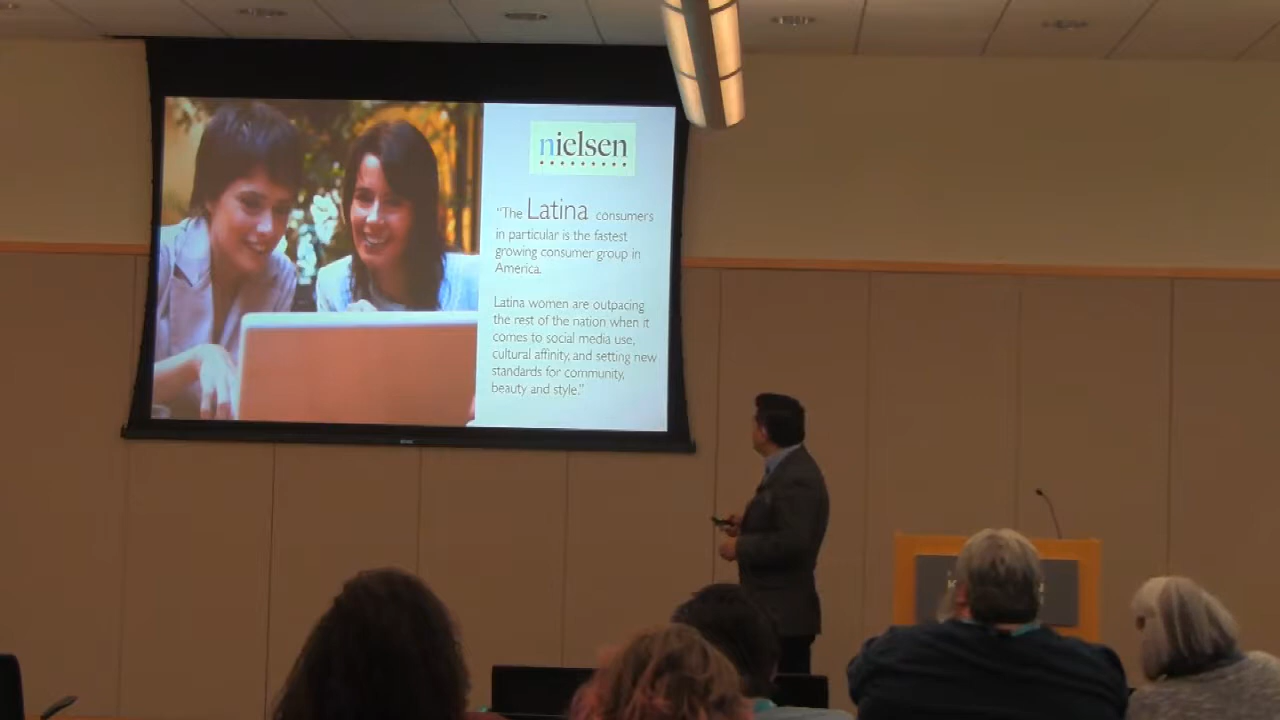 nielsen
"The Latina consumers
in particular is the fastest
growing consumer group in
America.
Latina women are outpacing
the rest of the nation when it
comes to social media use,
cultural affinity, and setting new
standards for community,
beauty and style."